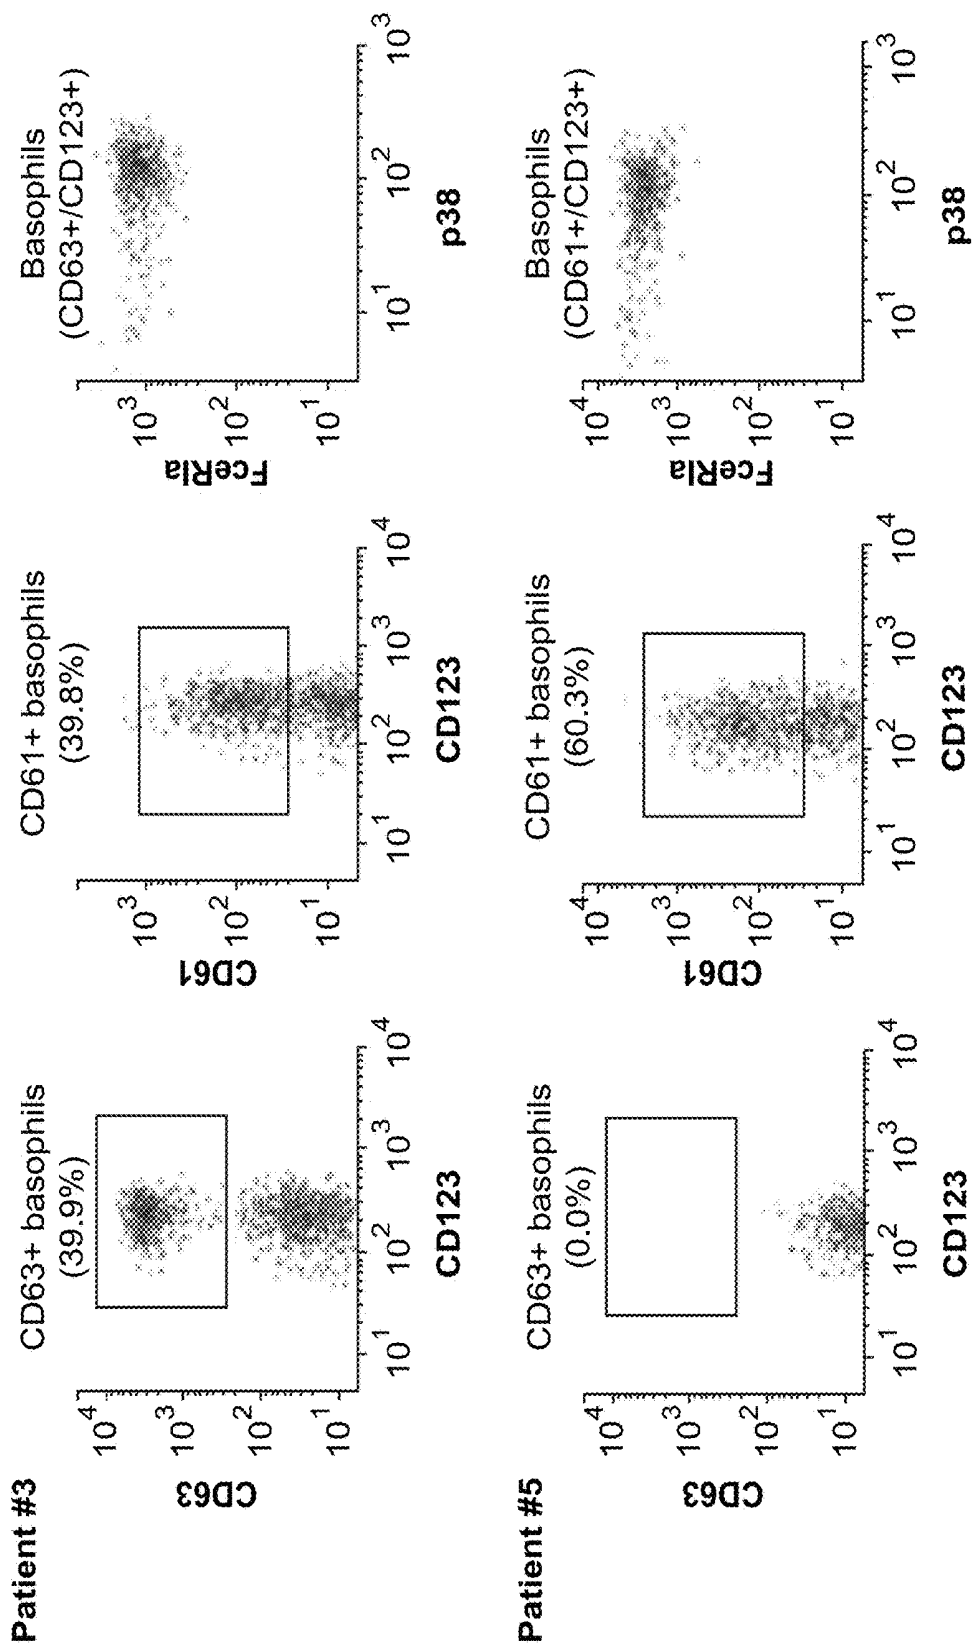 Patient #3
CD63+ basophils
(39.9%)
CD63
10^4
10^3
10^2
10^1
10^1
10^2
10^3
10^4
CD123
CD61+ basophils
(39.8%)
CD61
10^3
10^2
10^1
10^1
10^2
10^3
10^4
CD123
Basophils
(CD63+/CD123+)
FceRIa
10^3
10^2
10^1
10^1
10^2
10^3
p38
Patient #5
CD63+ basophils
(0.0%)
CD63
10^4
10^3
10^2
10^1
10^1
10^2
10^3
10^4
CD123
CD61+ basophils
(60.3%)
CD61
10^4
10^3
10^2
10^1
10^1
10^2
10^3
10^4
CD123
Basophils
(CD61+/CD123+)
FceRIa
10^4
10^3
10^2
10^1
10^1
10^2
10^3
p38